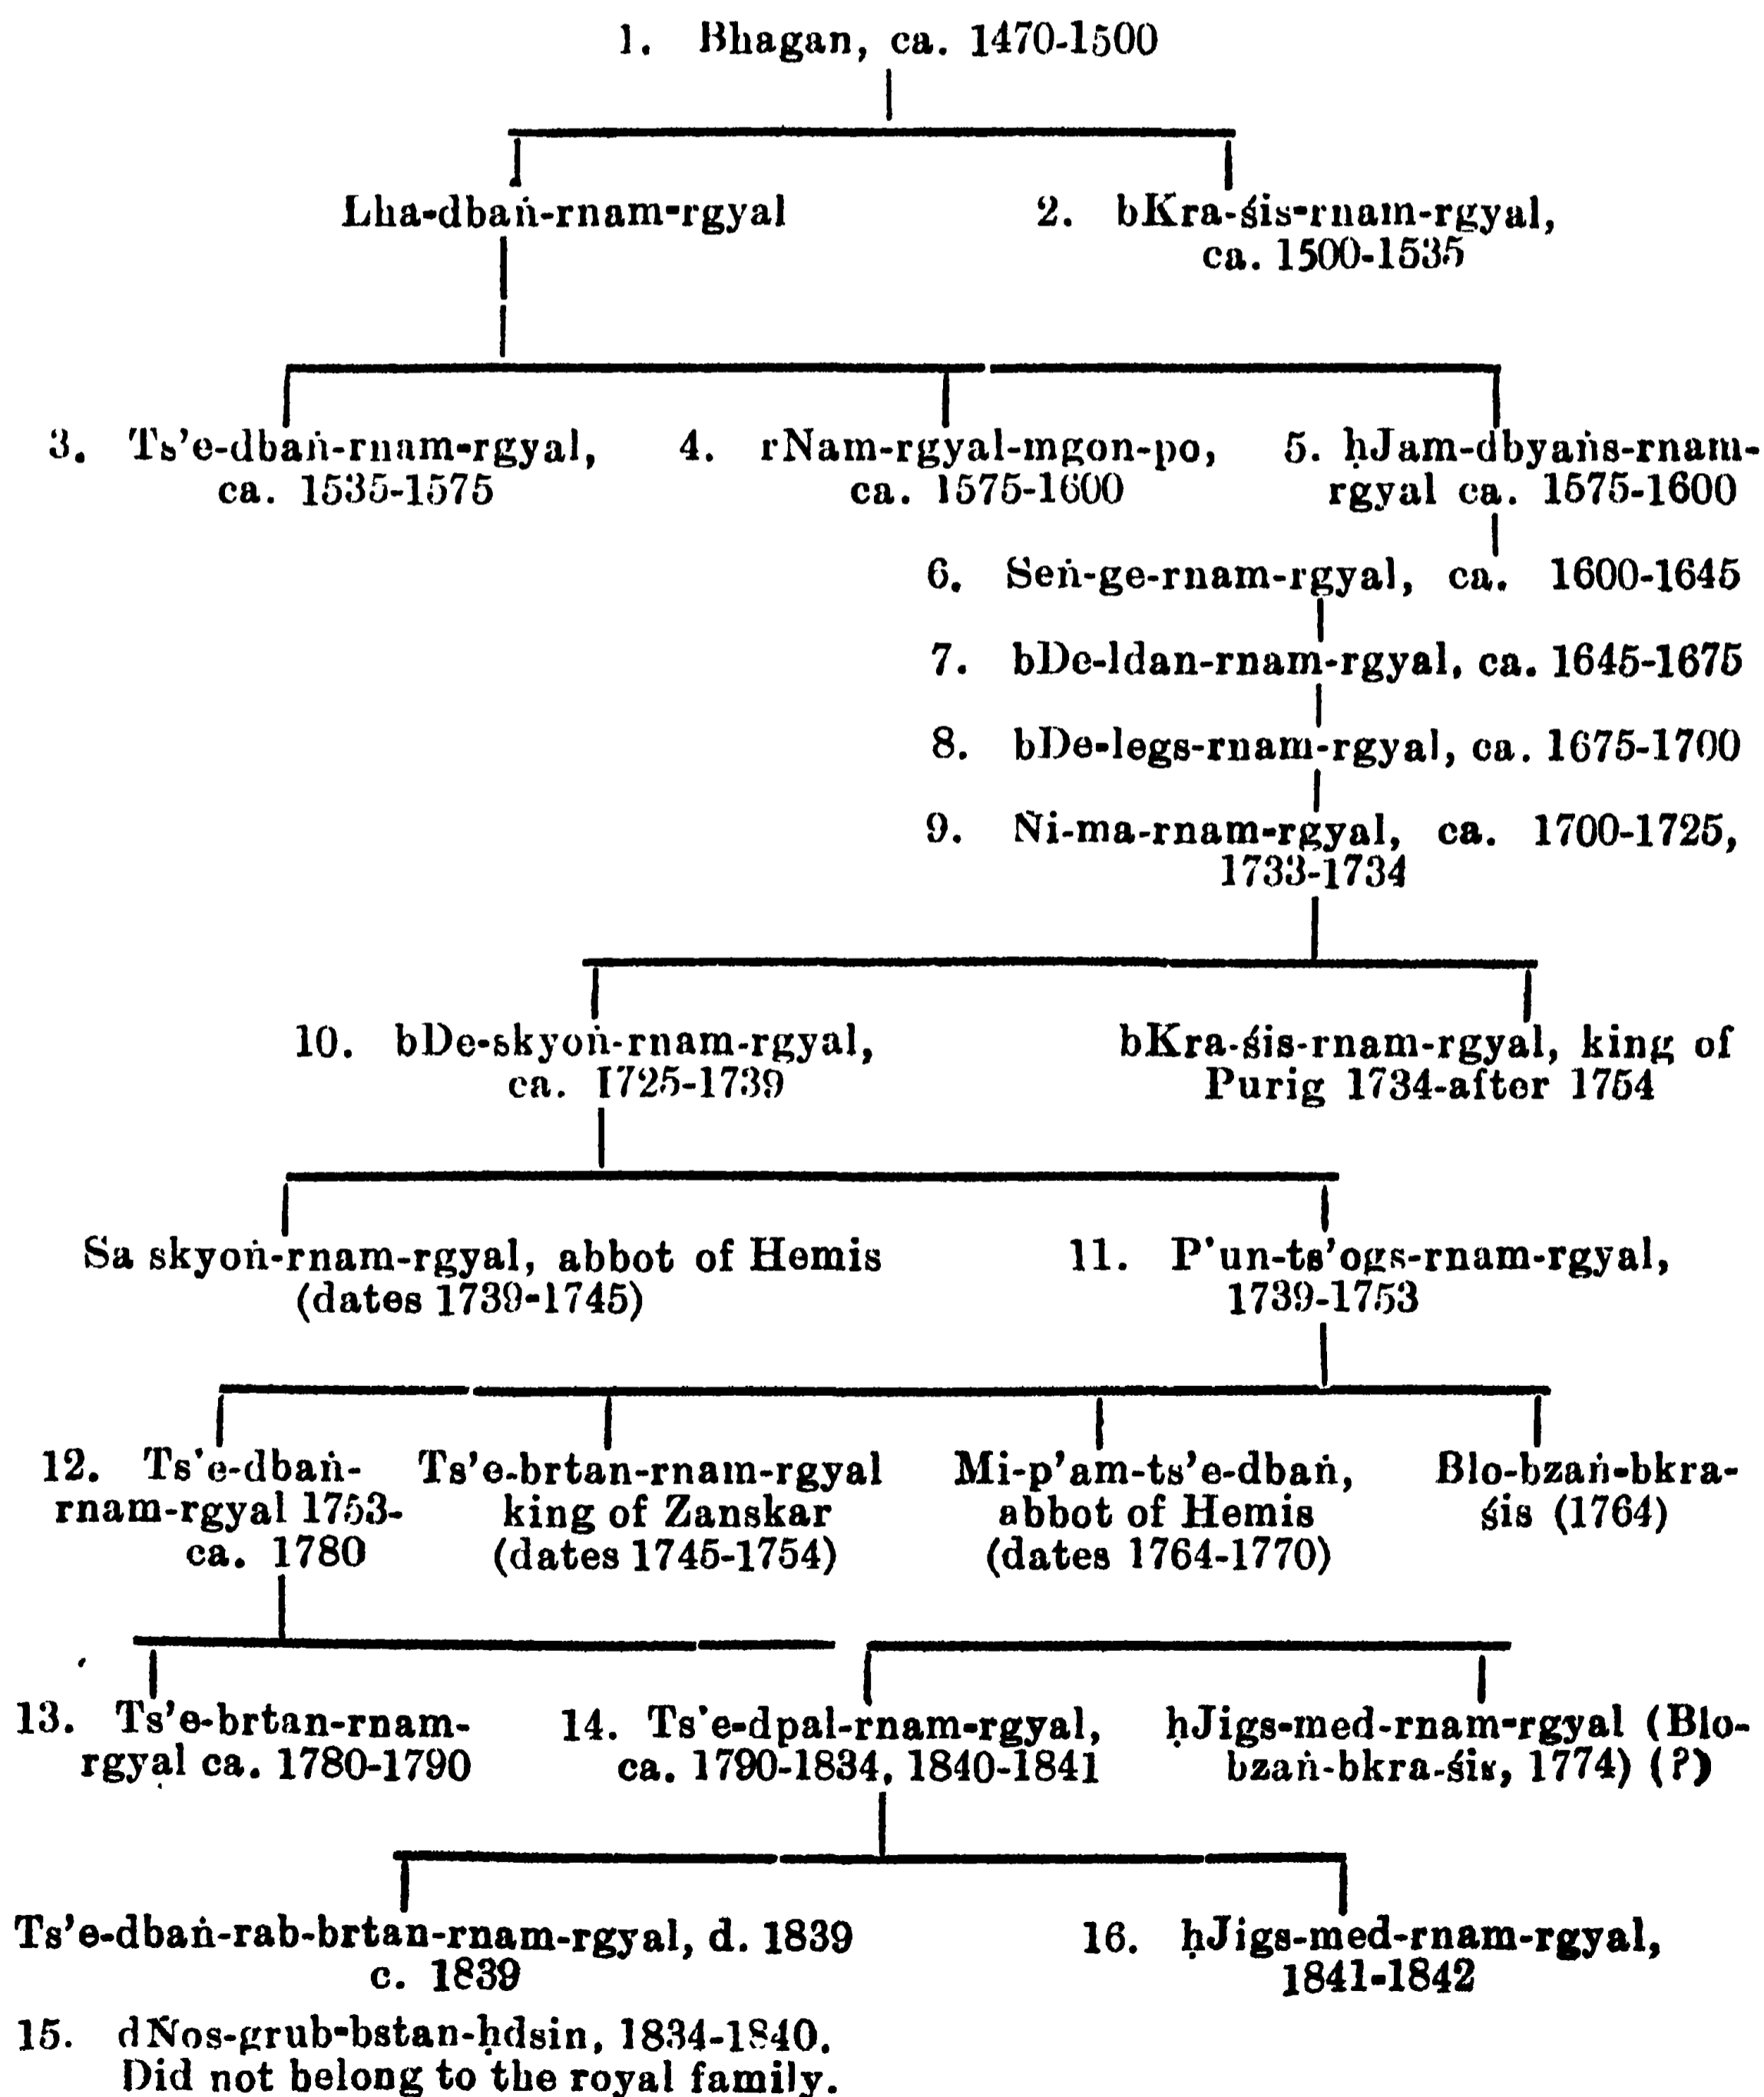 1. Bhagan, ca. 1470-1500
Lha-dbaṅ-rnam-rgyal
2. bKra-śis-rnam-rgyal,
ca. 1500-1535
3. Ts’e-dbaṅ-rnam-rgyal,
ca. 1535-1575
4. rNam-rgyal-mgon-po,
ca. 1575-1600
5. ḥJam-dbyaṅs-rnam-
rgyal ca. 1575-1600
6. Seṅ-ge-rnam-rgyal, ca. 1600-1645
7. bDe-ldan-rnam-rgyal, ca. 1645-1675
8. bDe-legs-rnam-rgyal, ca. 1675-1700
9. Ñi-ma-rnam-rgyal, ca. 1700-1725,
1733-1734
10. bDe-skyoṅ-rnam-rgyal,
ca. 1725-1739
bKra-śis-rnam-rgyal, king of
Purig 1734-after 1754
Sa skyoṅ-rnam-rgyal, abbot of Hemis
(dates 1739-1745)
11. P’un-ts’ogs-rnam-rgyal,
1739-1753
12. Ts’e-dbaṅ-
rnam-rgyal 1753-
ca. 1780
Ts’e-brtan-rnam-rgyal
king of Zanskar
(dates 1745-1754)
Mi-p’am-ts’e-dbaṅ,
abbot of Hemis
(dates 1764-1770)
Blo-bzaṅ-bkra-
śis (1764)
13. Ts’e-brtan-rnam-
rgyal ca. 1780-1790
14. Ts’e-dpal-rnam-rgyal,
ca. 1790-1834, 1840-1841
ḥJigs-med-rnam-rgyal (Blo-
bzaṅ-bkra-śis, 1774) (?)
Ts’e-dbaṅ-rab-brtan-rnam-rgyal, d. 1839
c. 1839
16. ḥJigs-med-rnam-rgyal,
1841-1842
15. dṄos-grub-bstan-ḥdsin, 1834-1840.
Did not belong to the royal family.